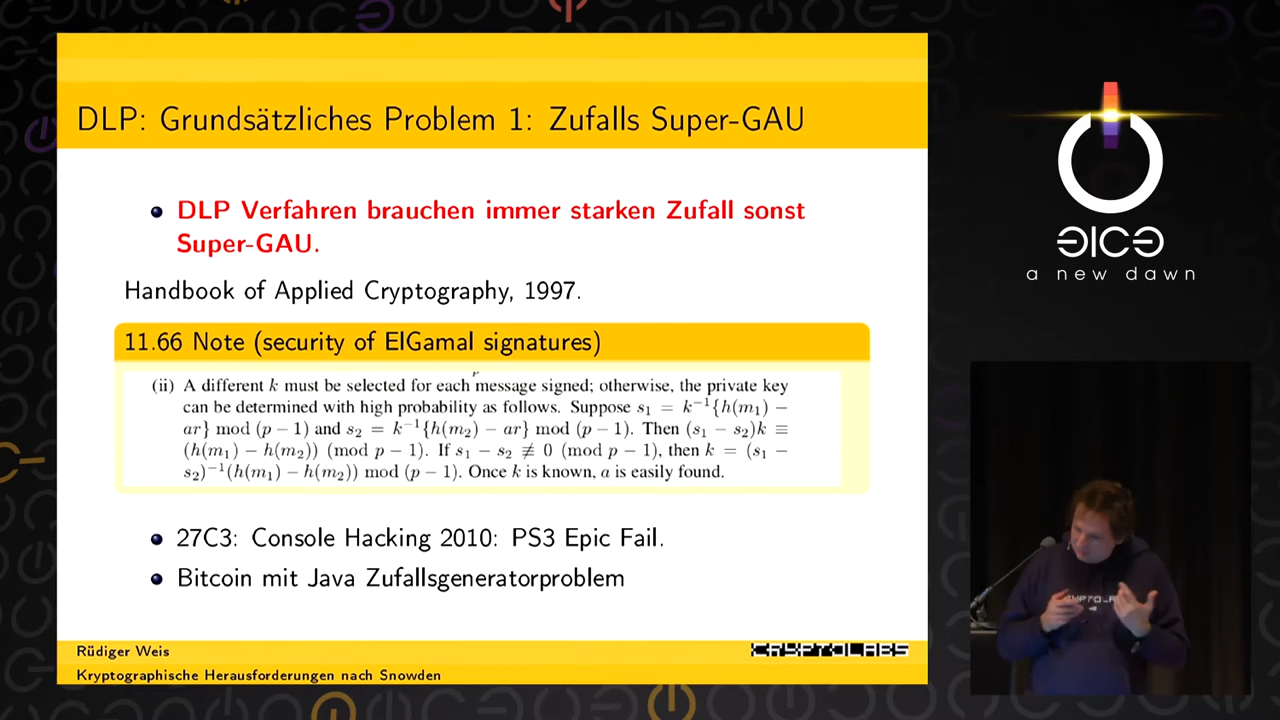 DLP: Grundsätzliches Problem 1: Zufalls Super-GAU
DLP Verfahren brauchen immer starken Zufall sonst
Super-GAU.
Handbook of Applied Cryptography, 1997.
11.66 Note (security of ElGamal signatures)
(ii) A different k must be selected for each message signed; otherwise, the private key
can be determined with high probability as follows. Suppose s₁ = k⁻¹{h(m₁) −
ar} mod (p − 1) and s₂ = k⁻¹{h(m₂) − ar} mod (p − 1). Then (s₁ − s₂)k ≡
(h(m₁) − h(m₂)) (mod p − 1). If s₁ − s₂ ≢ 0 (mod p − 1), then k = (s₁ −
s₂)⁻¹(h(m₁) − h(m₂)) mod (p − 1). Once k is known, a is easily found.
27C3: Console Hacking 2010: PS3 Epic Fail.
Bitcoin mit Java Zufallsgeneratorproblem
Rüdiger Weis
CRYPTOLABS
Kryptographische Herausforderungen nach Snowden
a new dawn